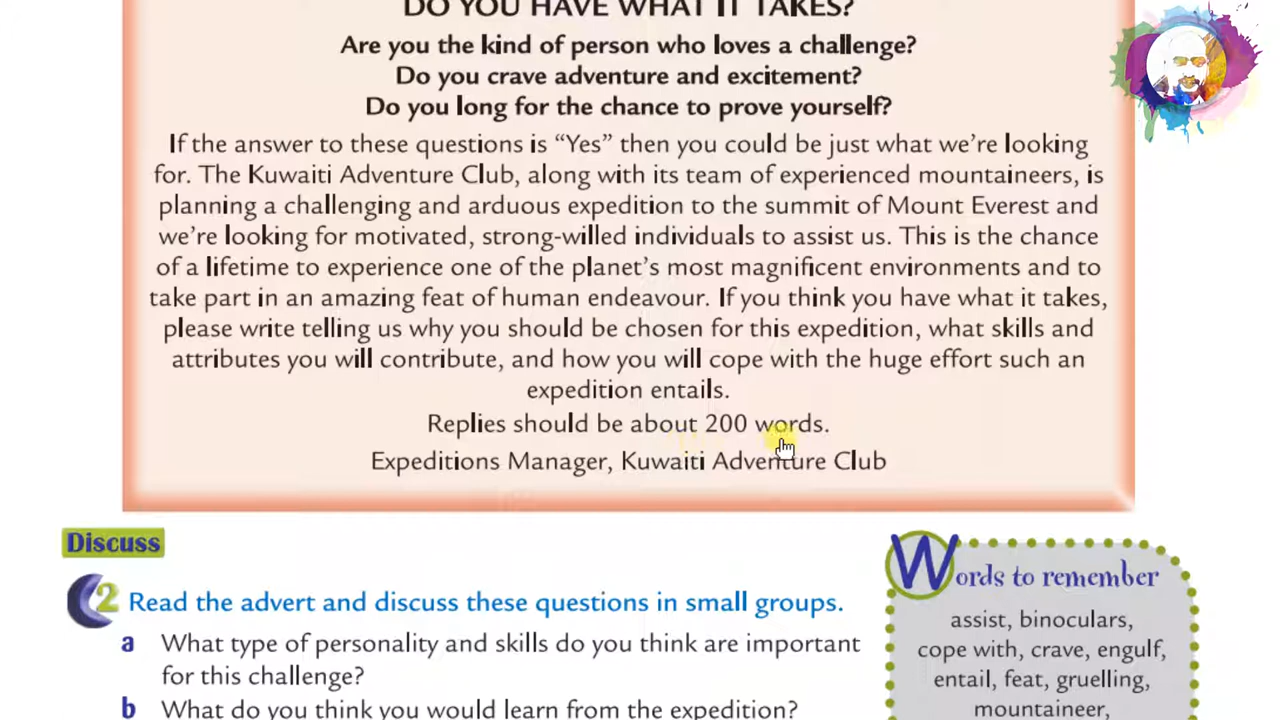 DO YOU HAVE WHAT IT TAKES?
Are you the kind of person who loves a challenge?
Do you crave adventure and excitement?
Do you long for the chance to prove yourself?
If the answer to these questions is “Yes” then you could be just what we’re looking
for. The Kuwaiti Adventure Club, along with its team of experienced mountaineers, is
planning a challenging and arduous expedition to the summit of Mount Everest and
we’re looking for motivated, strong-willed individuals to assist us. This is the chance
of a lifetime to experience one of the planet’s most magnificent environments and to
take part in an amazing feat of human endeavour. If you think you have what it takes,
please write telling us why you should be chosen for this expedition, what skills and
attributes you will contribute, and how you will cope with the huge effort such an
expedition entails.
Replies should be about 200 words.
Expeditions Manager, Kuwaiti Adventure Club
Discuss
2 Read the advert and discuss these questions in small groups.
a What type of personality and skills do you think are important
for this challenge?
b What do you think you would learn from the expedition?
Words to remember
assist, binoculars,
cope with, crave, engulf,
entail, feat, gruelling,
mountaineer,